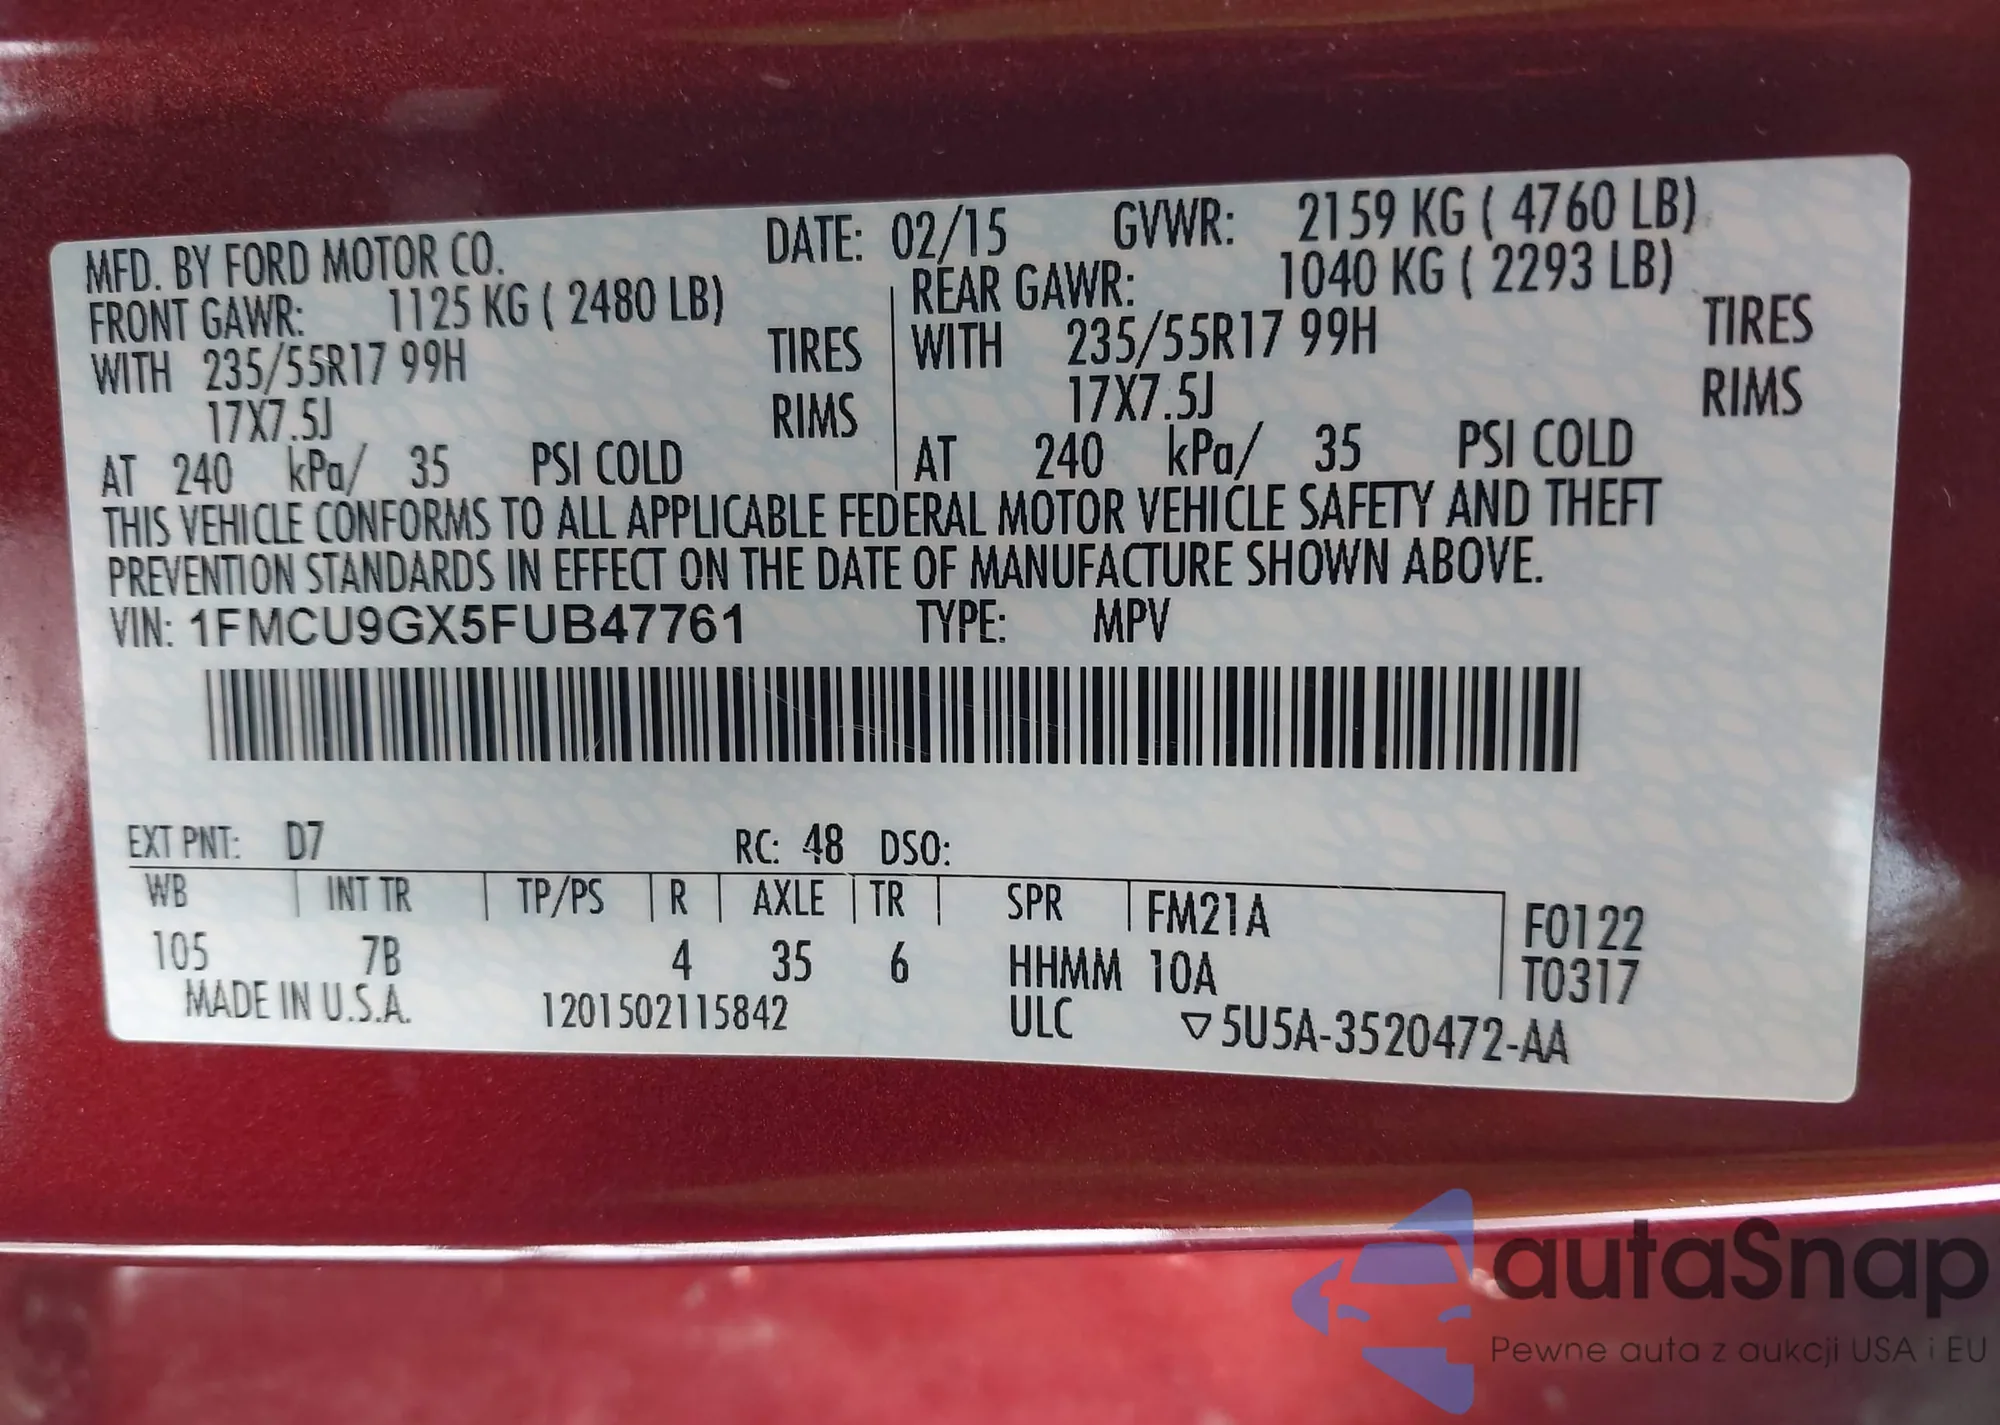 MFD. BY FORD MOTOR CO. DATE: 02/15 GVWR: 2159 KG ( 4760 LB)
FRONT GAWR: 1125 KG ( 2480 LB) REAR GAWR: 1040 KG ( 2293 LB)
WITH 235/55R17 99H TIRES WITH 235/55R17 99H TIRES
17X7.5J RIMS 17X7.5J RIMS
AT 240 kPa/ 35 PSI COLD AT 240 kPa/ 35 PSI COLD
THIS VEHICLE CONFORMS TO ALL APPLICABLE FEDERAL MOTOR VEHICLE SAFETY AND THEFT
PREVENTION STANDARDS IN EFFECT ON THE DATE OF MANUFACTURE SHOWN ABOVE.
VIN: 1FMCU9GX5FUB47761 TYPE: MPV
EXT PNT: D7 RC: 48 DSO:
WB INT TR TP/PS R AXLE TR SPR FM21A F0122
105 7B 4 35 6 HHMM 10A T0317
MADE IN U.S.A. 1201502115842 ULC ▽5U5A-3520472-AA
autaSnap
Pewne auta z aukcji USA i EU